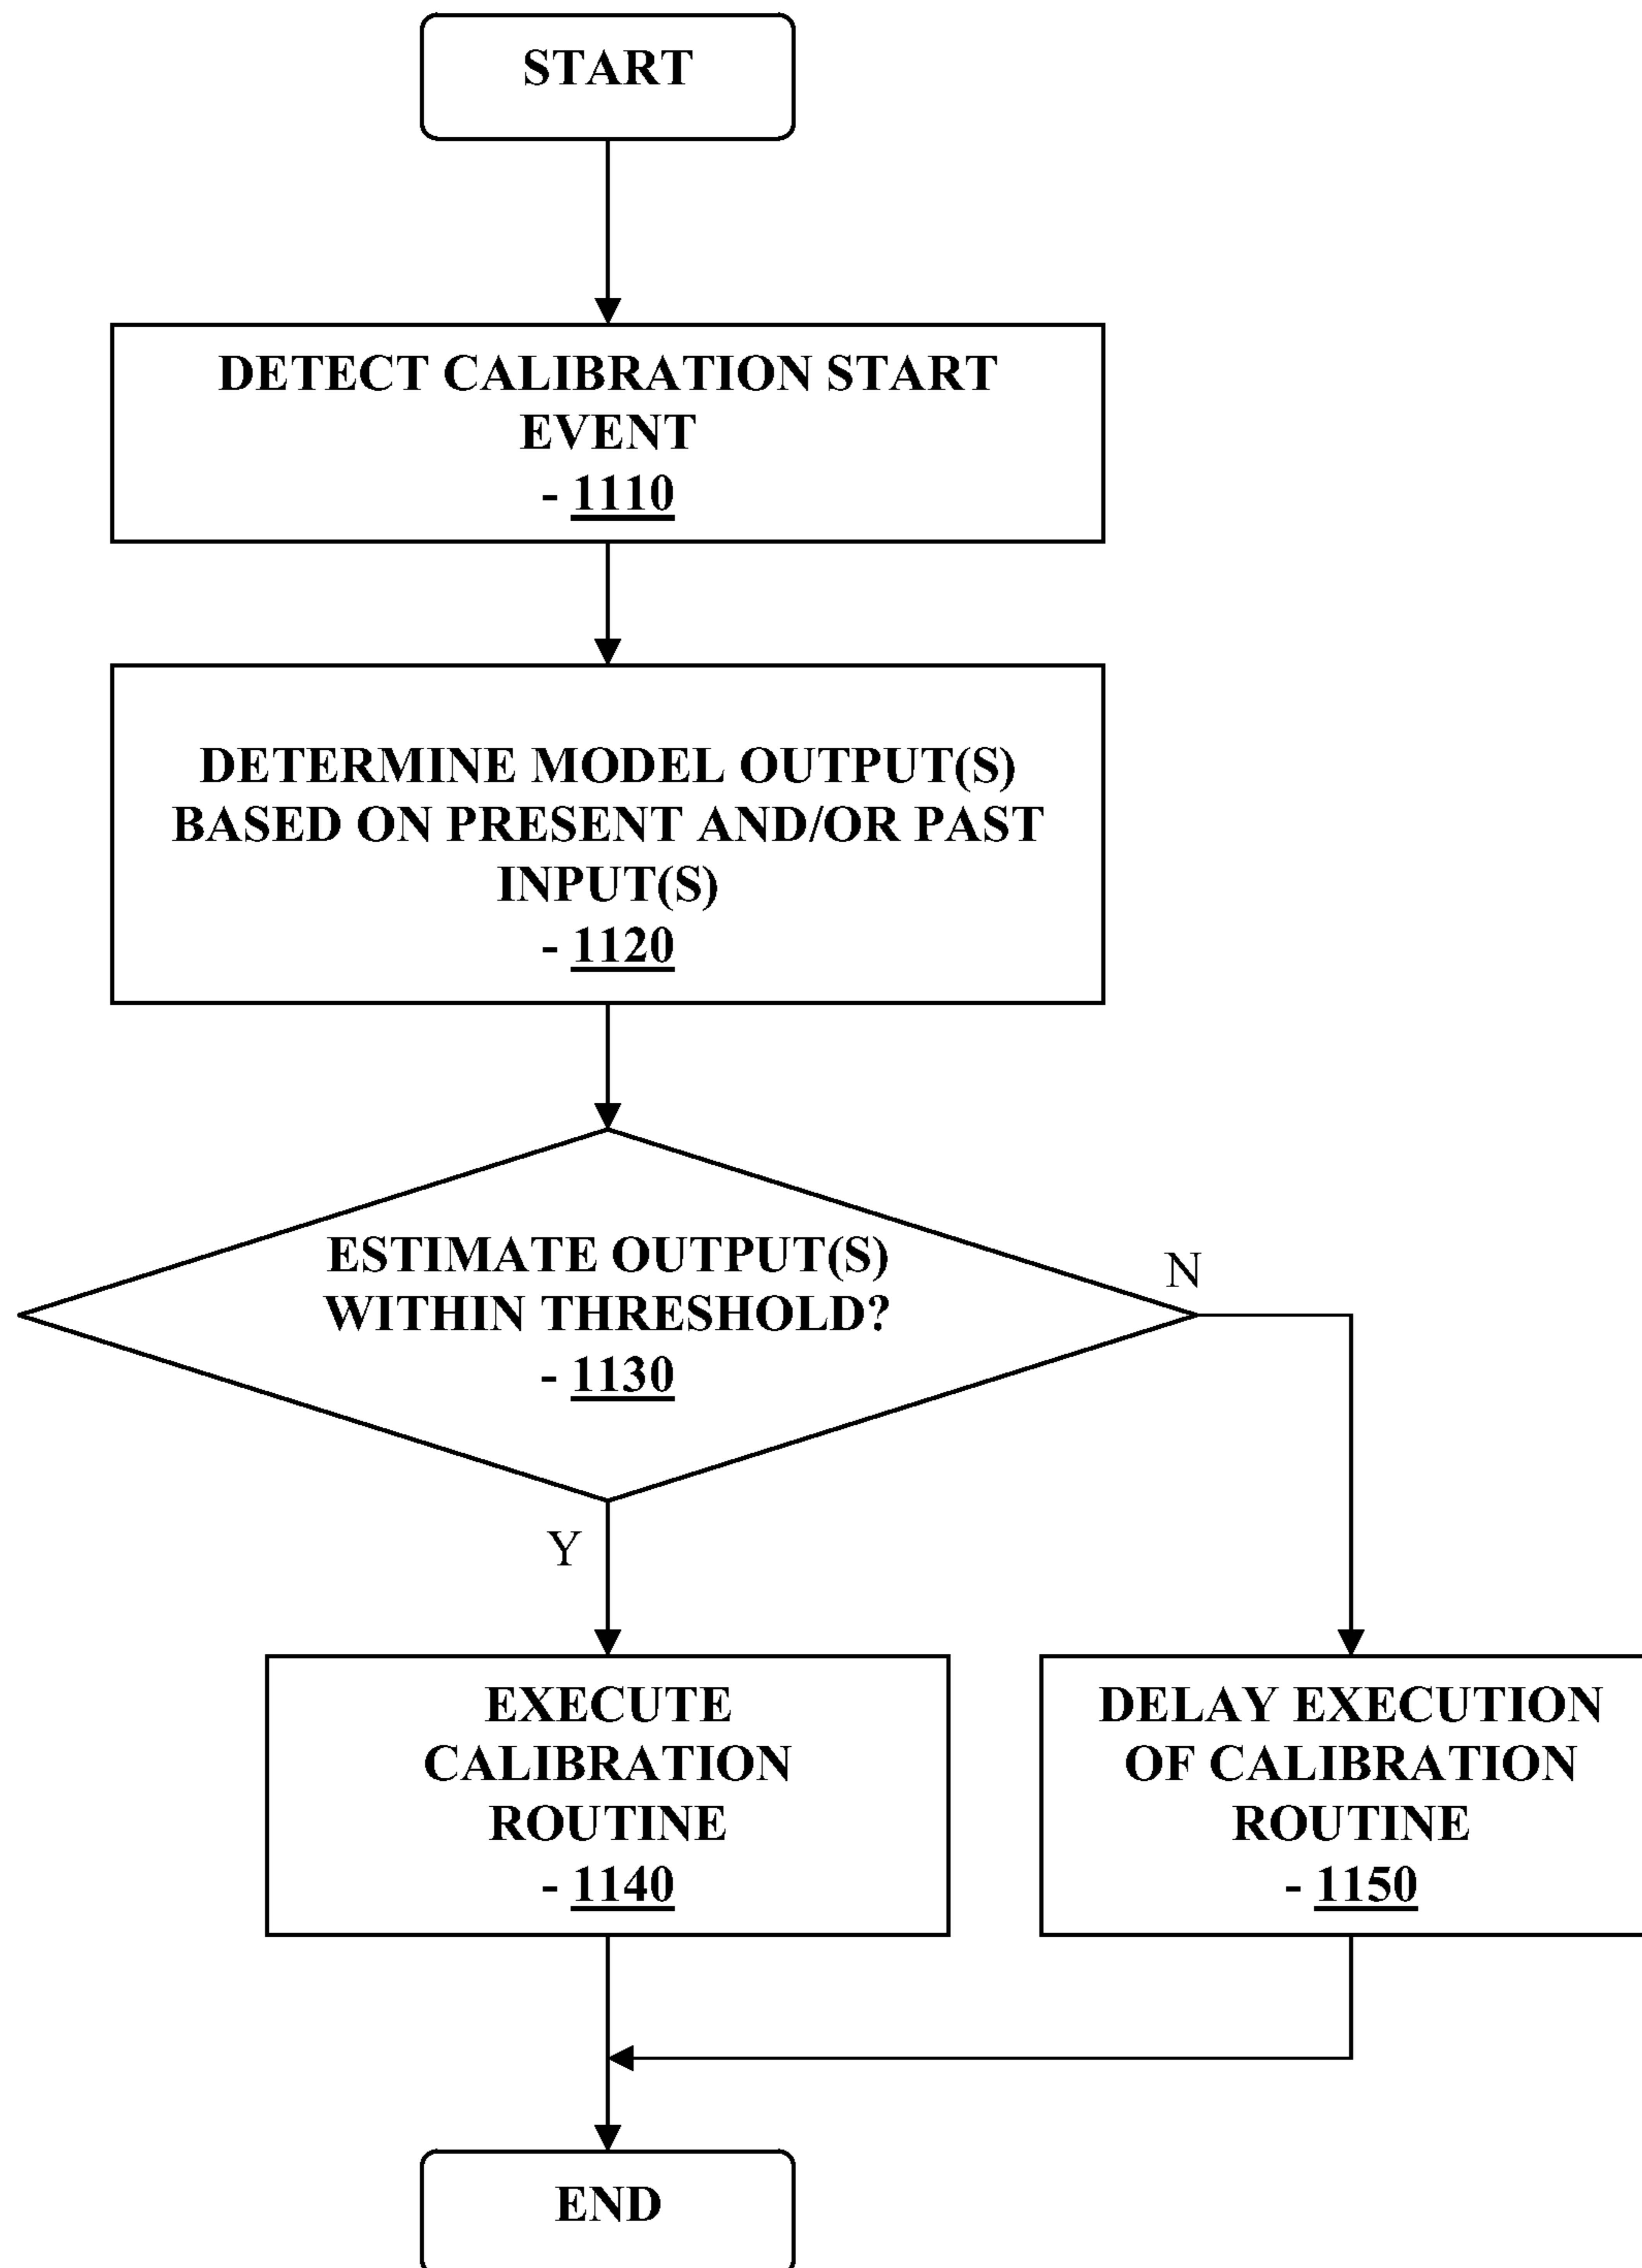 START
DETECT CALIBRATION START
EVENT
- 1110
DETERMINE MODEL OUTPUT(S)
BASED ON PRESENT AND/OR PAST
INPUT(S)
- 1120
ESTIMATE OUTPUT(S)
WITHIN THRESHOLD?
- 1130
N
Y
EXECUTE
CALIBRATION
ROUTINE
- 1140
DELAY EXECUTION
OF CALIBRATION
ROUTINE
- 1150
END